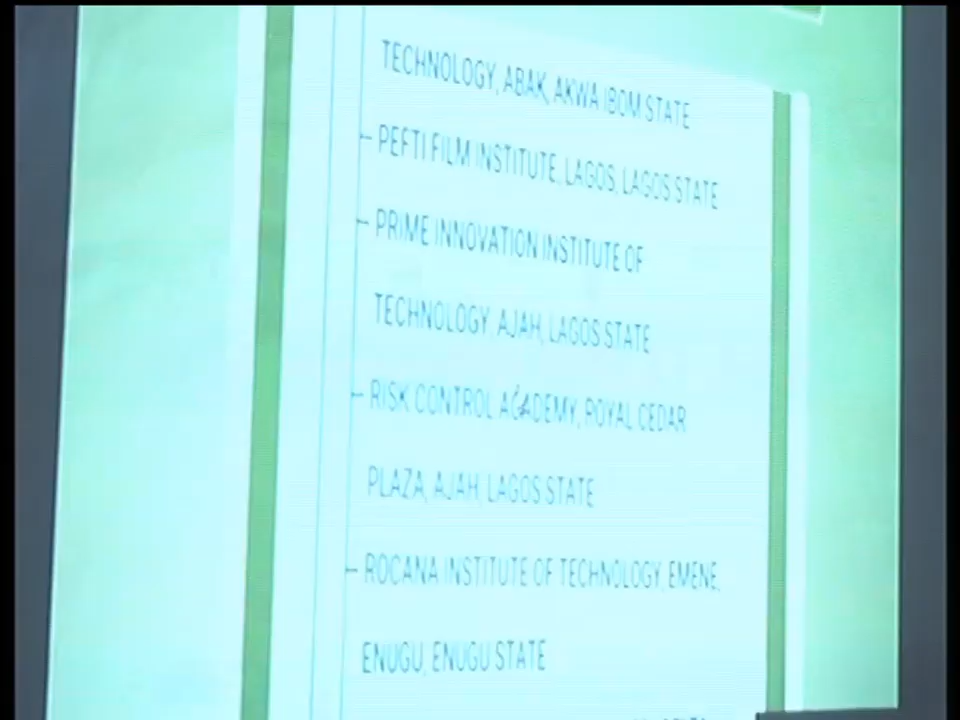 TECHNOLOGY, ABAK, AKWA IBOM STATE
PEFTI FILM INSTITUTE, LAGOS, LAGOS STATE
PRIME INNOVATION INSTITUTE OF
TECHNOLOGY, AJAH, LAGOS STATE
RISK CONTROL ACADEMY, ROYAL CEDAR
PLAZA, AJAH, LAGOS STATE
ROCANA INSTITUTE OF TECHNOLOGY, EMENE,
ENUGU, ENUGU STATE